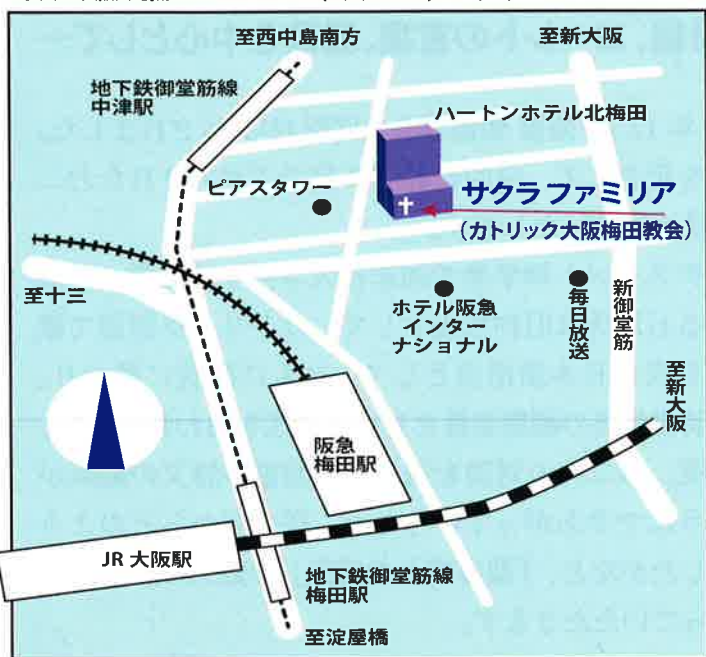 至西中島南方
至新大阪
地下鉄御堂筋線
中津駅
ハートンホテル北梅田
ピアスタワー
サクラファミリア
(カトリック大阪梅田教会)
至十三
ホテル阪急
インター
ナショナル
毎日放送
新御堂筋
至新大阪
阪急
梅田駅
JR 大阪駅
地下鉄御堂筋線
梅田駅
至淀屋橋